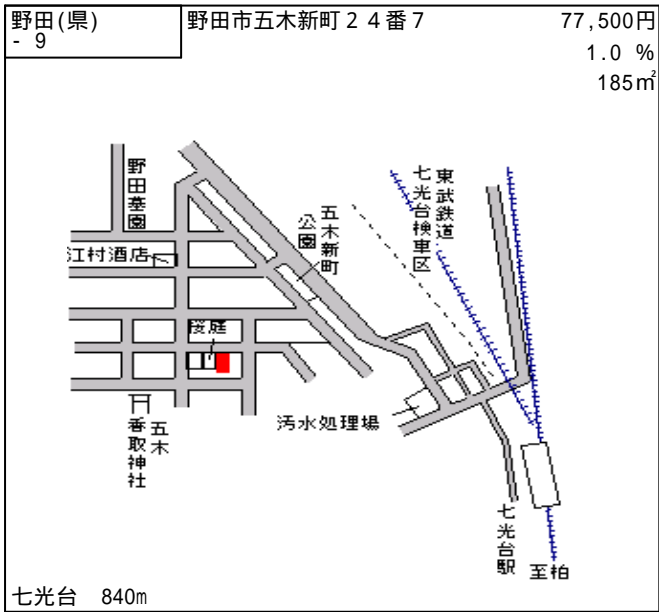 野田(県)
- 9
野田市五木新町２４番７
77,500円
1.0 %
185㎡
野田墓園
江村酒店
五木新町
公園
東武鉄道
七光台検車区
桜庭
五木
香取神社
汚水処理場
七光台駅
至柏
七光台 840m